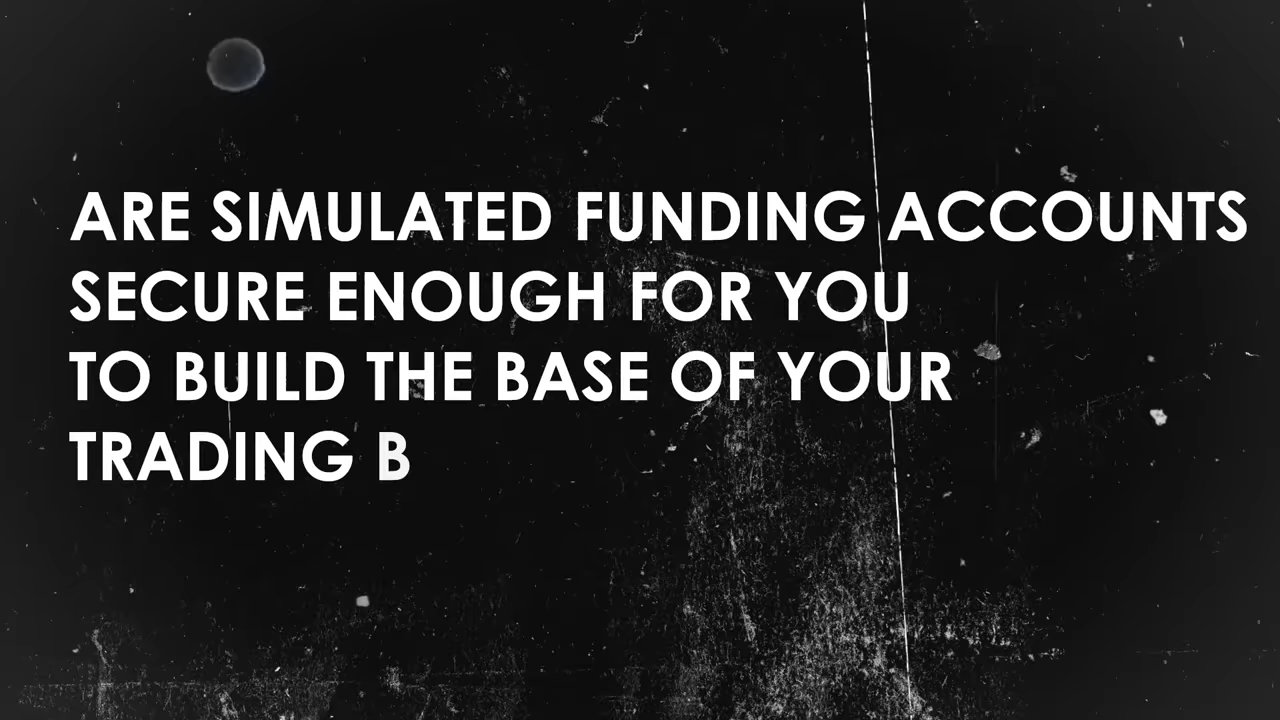 ARE SIMULATED FUNDING ACCOUNTS
SECURE ENOUGH FOR YOU
TO BUILD THE BASE OF YOUR
TRADING B